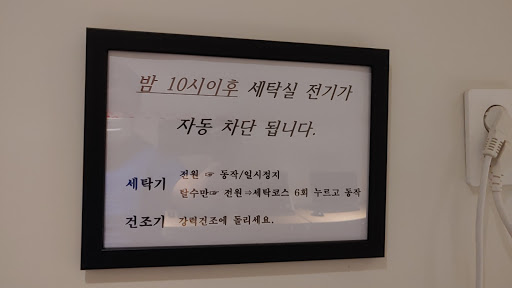 밤 10시이후 세탁실 전기가
자동 차단 됩니다.
세탁기 전원 ☞ 동작/일시정지
탈수만☞ 전원⇒세탁코스 6회 누르고 동작
건조기 강력건조에 돌리세요.